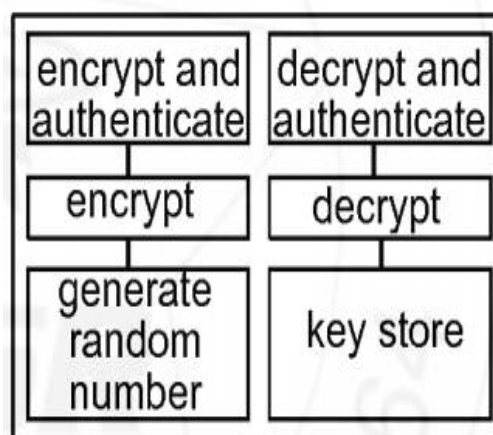 encrypt and
authenticate
decrypt and
authenticate
encrypt
decrypt
generate
random
number
key store